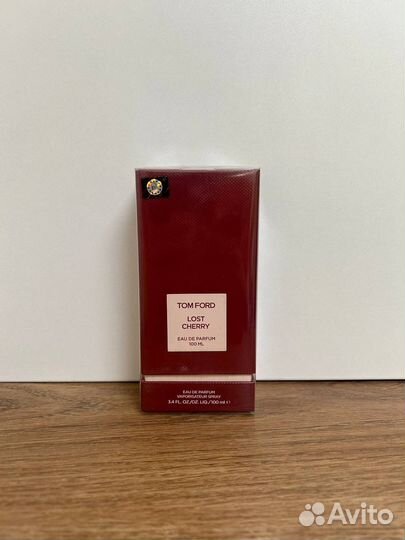 TOM FORD
LOST
CHERRY
EAU DE PARFUM
100 ML
EAU DE PARFUM
VAPORISATEUR SPRAY
3.4 FL. OZ./OZ. LIQ./100 ml ℮
Avito